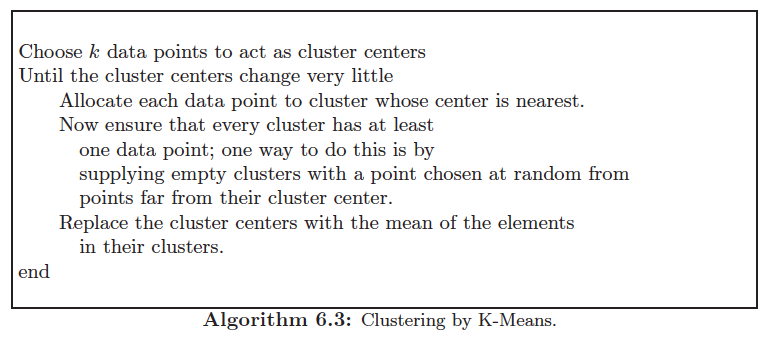 Choose k data points to act as cluster centers
Until the cluster centers change very little
Allocate each data point to cluster whose center is nearest.
Now ensure that every cluster has at least
one data point; one way to do this is by
supplying empty clusters with a point chosen at random from
points far from their cluster center.
Replace the cluster centers with the mean of the elements
in their clusters.
end
Algorithm 6.3: Clustering by K-Means.